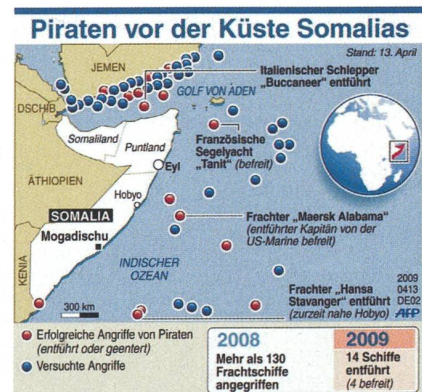 Piraten vor der Küste Somalias
Stand: 13. April
JEMEN
Italienischer Schlepper
„Buccaneer“ entführt
GOLF VON ADEN
DSCHIB.
Somaliland
Puntland
Französische
Segelyacht
„Tanit“ (befreit)
Eyl
ÄTHIOPIEN
Hobyo
SOMALIA
Mogadischu
Frachter „Maersk Alabama“
(entführter Kapitän von der
US-Marine befreit)
INDISCHER
OZEAN
KENIA
300 km
Frachter „Hansa
Stavanger“ entführt
(zurzeit nahe Hobyo)
2009
0413
DE02
AFP
Erfolgreiche Angriffe von Piraten
(entführt oder geentert)
Versuchte Angriffe
2008
Mehr als 130
Frachtschiffe
angegriffen
2009
14 Schiffe
entführt
(4 befreit)